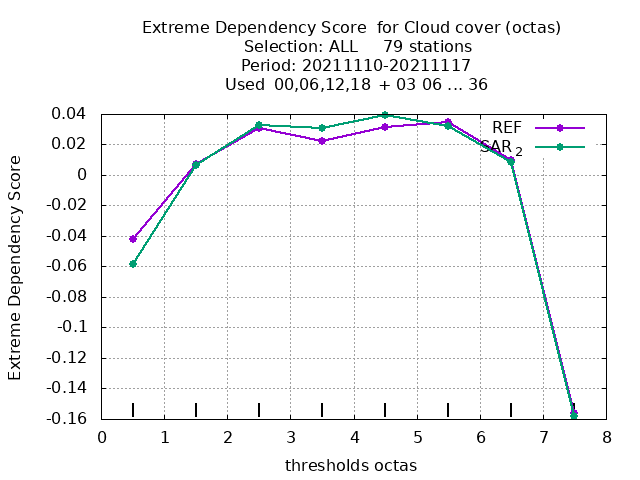 Extreme Dependency Score  for Cloud cover (octas)
Selection: ALL     79 stations
Period: 20211110-20211117
Used  00,06,12,18  + 03 06 ... 36
Extreme Dependency Score
0.04
0.02
0
-0.02
-0.04
-0.06
-0.08
-0.1
-0.12
-0.14
-0.16
REF
SAR2
0 1 2 3 4 5 6 7 8
thresholds octas